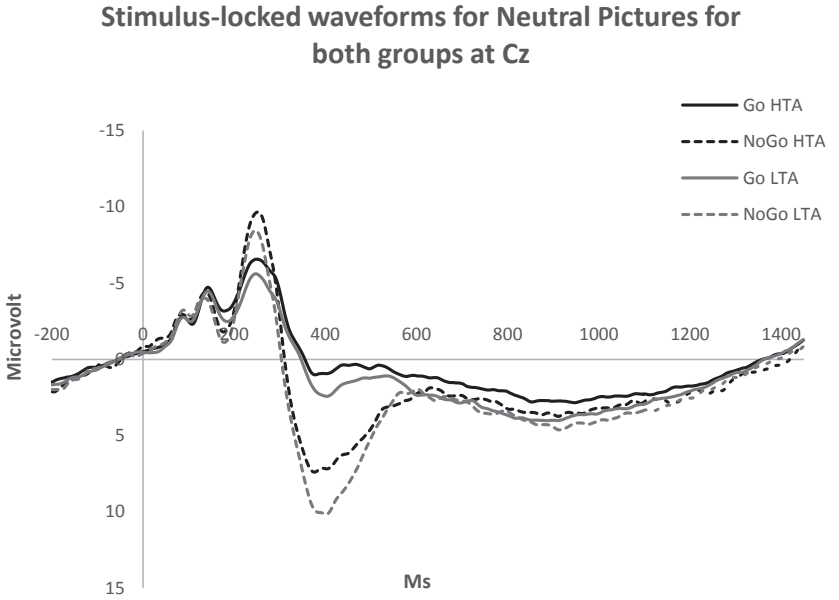 Stimulus-locked waveforms for Neutral Pictures for
both groups at Cz
Go HTA
NoGo HTA
Go LTA
NoGo LTA
-15
-10
-5
0
5
10
15
-200 0 200 400 600 800 1000 1200 1400
Microvolt
Ms